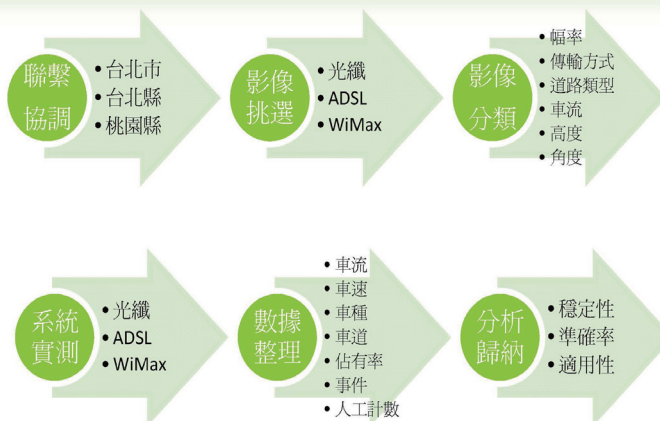 聯繫
協調
• 台北市
• 台北縣
• 桃園縣
影像
挑選
• 光纖
• ADSL
• WiMax
影像
分類
• 幅率
• 傳輸方式
• 道路類型
• 車流
• 高度
• 角度
系統
實測
• 光纖
• ADSL
• WiMax
數據
整理
• 車流
• 車速
• 車種
• 車道
• 佔有率
• 事件
• 人工計數
分析
歸納
• 穩定性
• 準確率
• 適用性